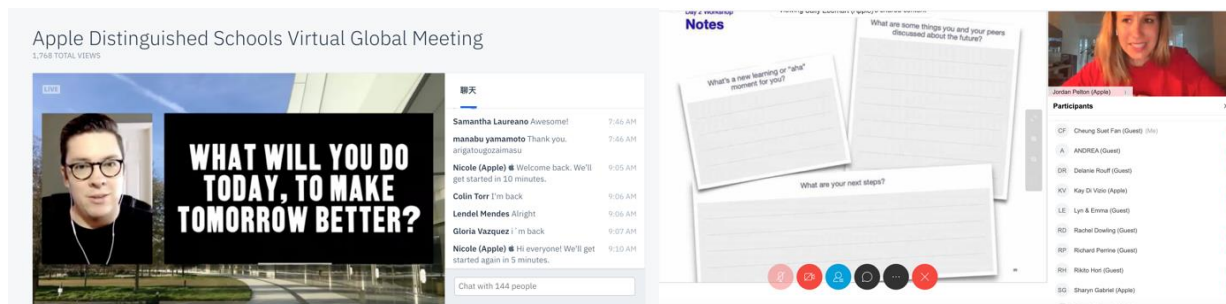 Apple Distinguished Schools Virtual Global Meeting
1,768 TOTAL VIEWS
LIVE
WHAT WILL YOU DO
TODAY, TO MAKE
TOMORROW BETTER?
聊天
Samantha Laureano Awesome! 7:46 AM
manabu yamamoto Thank you. 7:46 AM
arigatougozaimasu
Nicole (Apple) Welcome back. We'll 9:05 AM
get started in 10 minutes.
Colin Torr I'm back 9:06 AM
Lendel Mendes Alright 9:06 AM
Gloria Vazquez i´m back 9:07 AM
Nicole (Apple) Hi everyone! We'll get 9:10 AM
started again in 5 minutes.
Chat with 144 people
Day 2 Workshop
Notes
What's a new learning or "aha"
moment for you?
What are some things you and your peers
discussed about the future?
What are your next steps?
Jordan Pelton (Apple)
Participants
CF Cheung Suet Fan (Guest) (Me)
A ANDREA (Guest)
DR Delanie Rouff (Guest)
KV Kay Di Vizio (Apple)
LE Lyn & Emma (Guest)
RD Rachel Dowling (Guest)
RP Richard Perrine (Guest)
RH Rikito Hori (Guest)
SG Sharyn Gabriel (Apple)